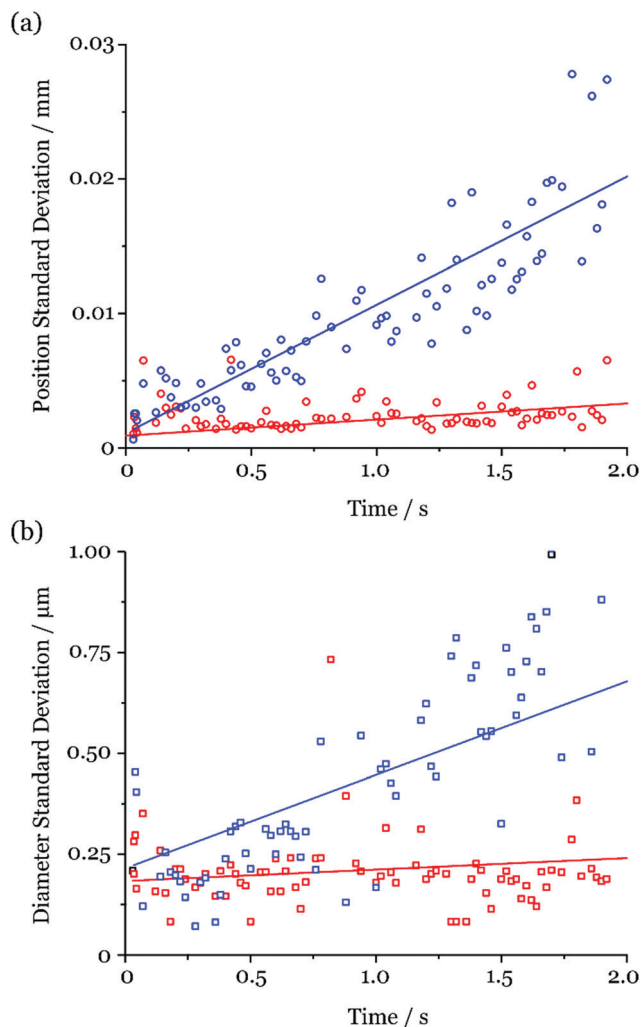 (a)
0.03
0.02
0.01
0
Position Standard Deviation / mm
0 0.5 1.0 1.5 2.0
Time / s
(b)
1.00
0.75
0.50
0.25
0
Diameter Standard Deviation / µm
0 0.5 1.0 1.5 2.0
Time / s